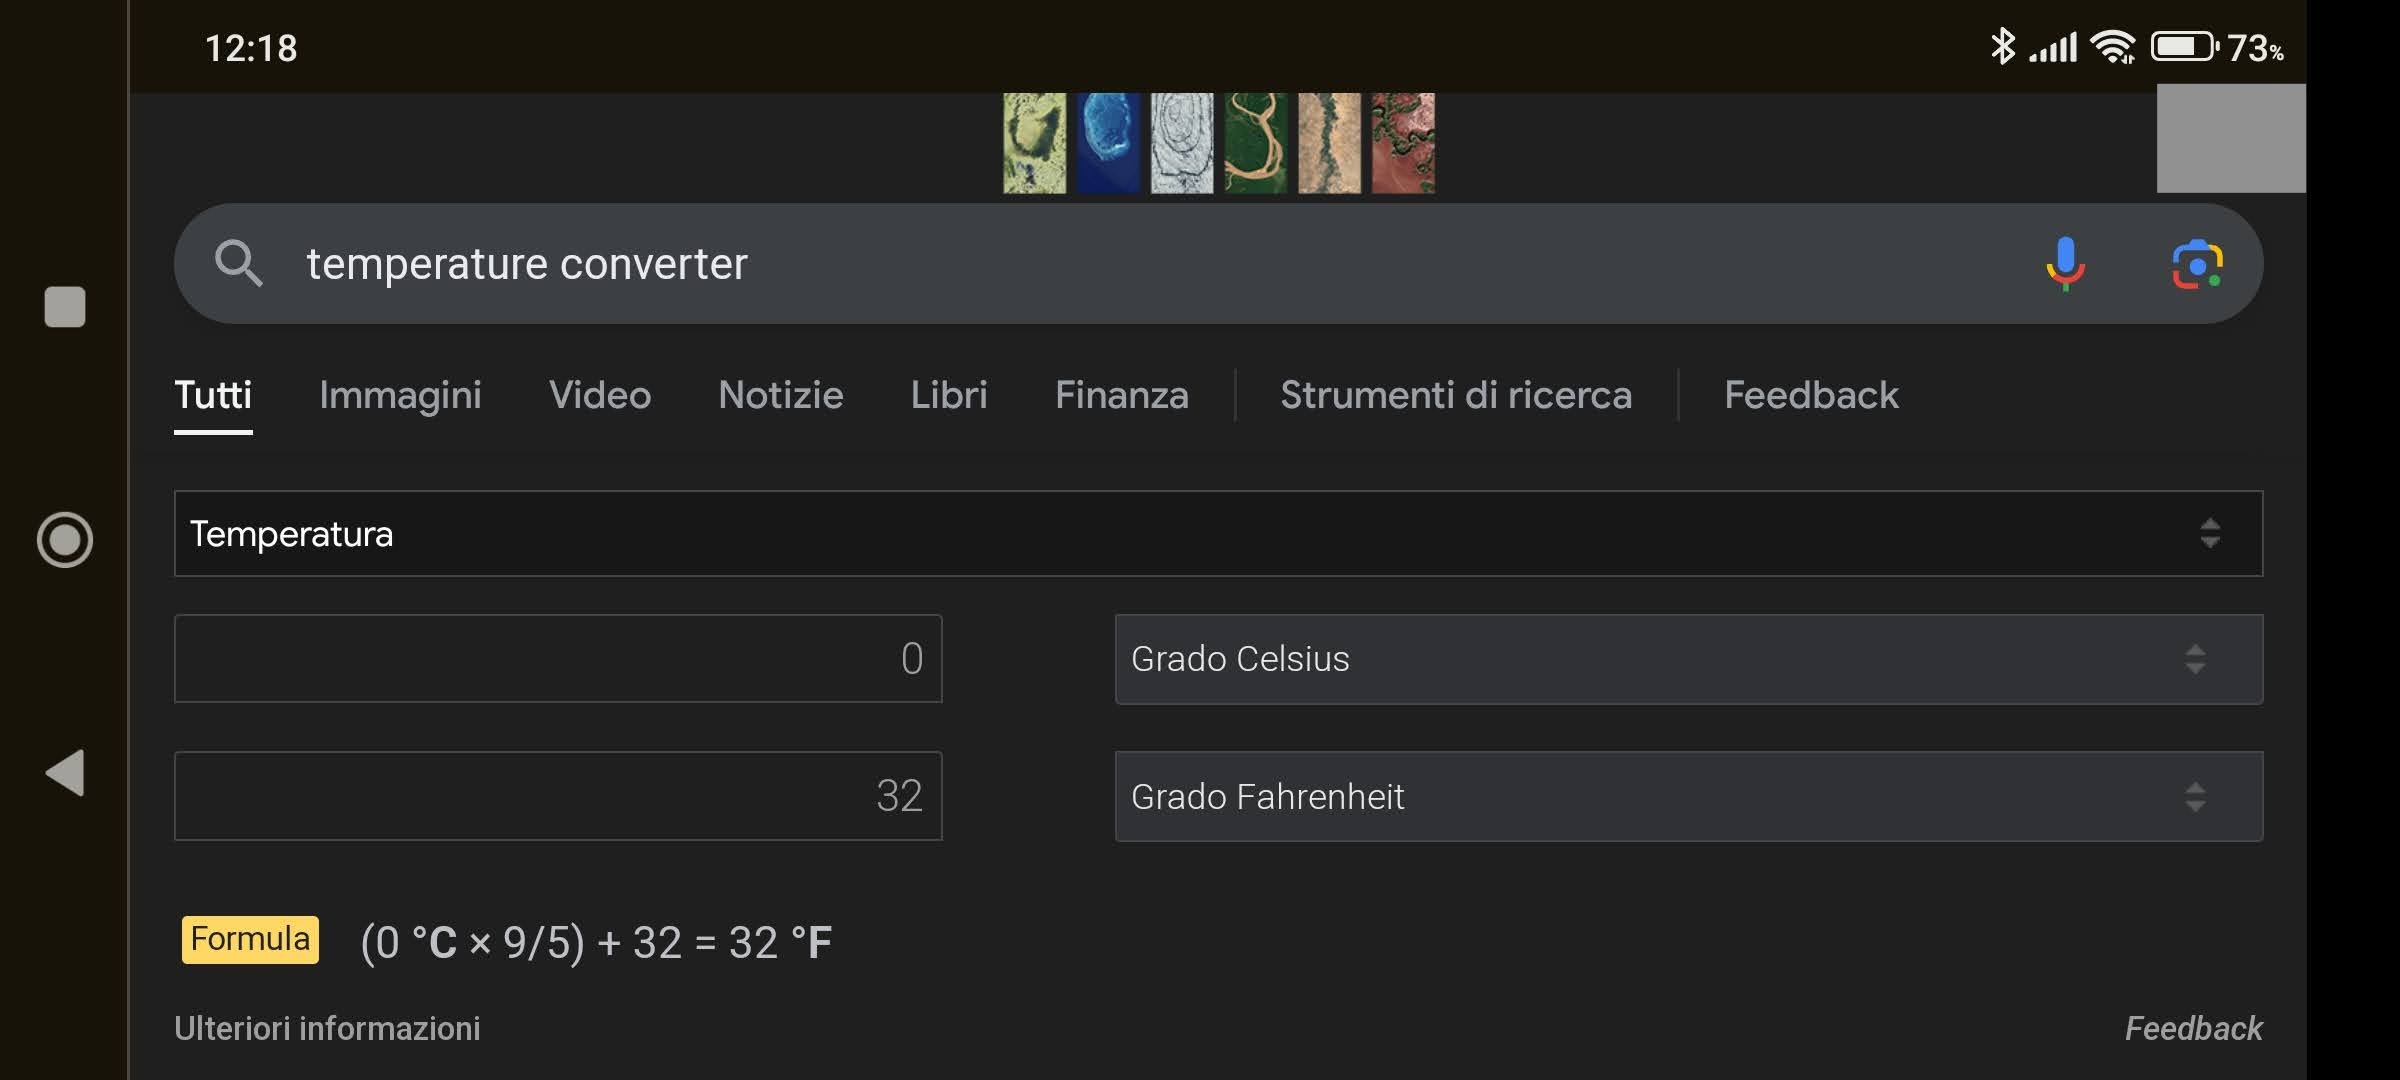 12:18
73%
temperature converter
Tutti Immagini Video Notizie Libri Finanza Strumenti di ricerca Feedback
Temperatura
0 Grado Celsius
32 Grado Fahrenheit
Formula (0 °C × 9/5) + 32 = 32 °F
Ulteriori informazioni Feedback